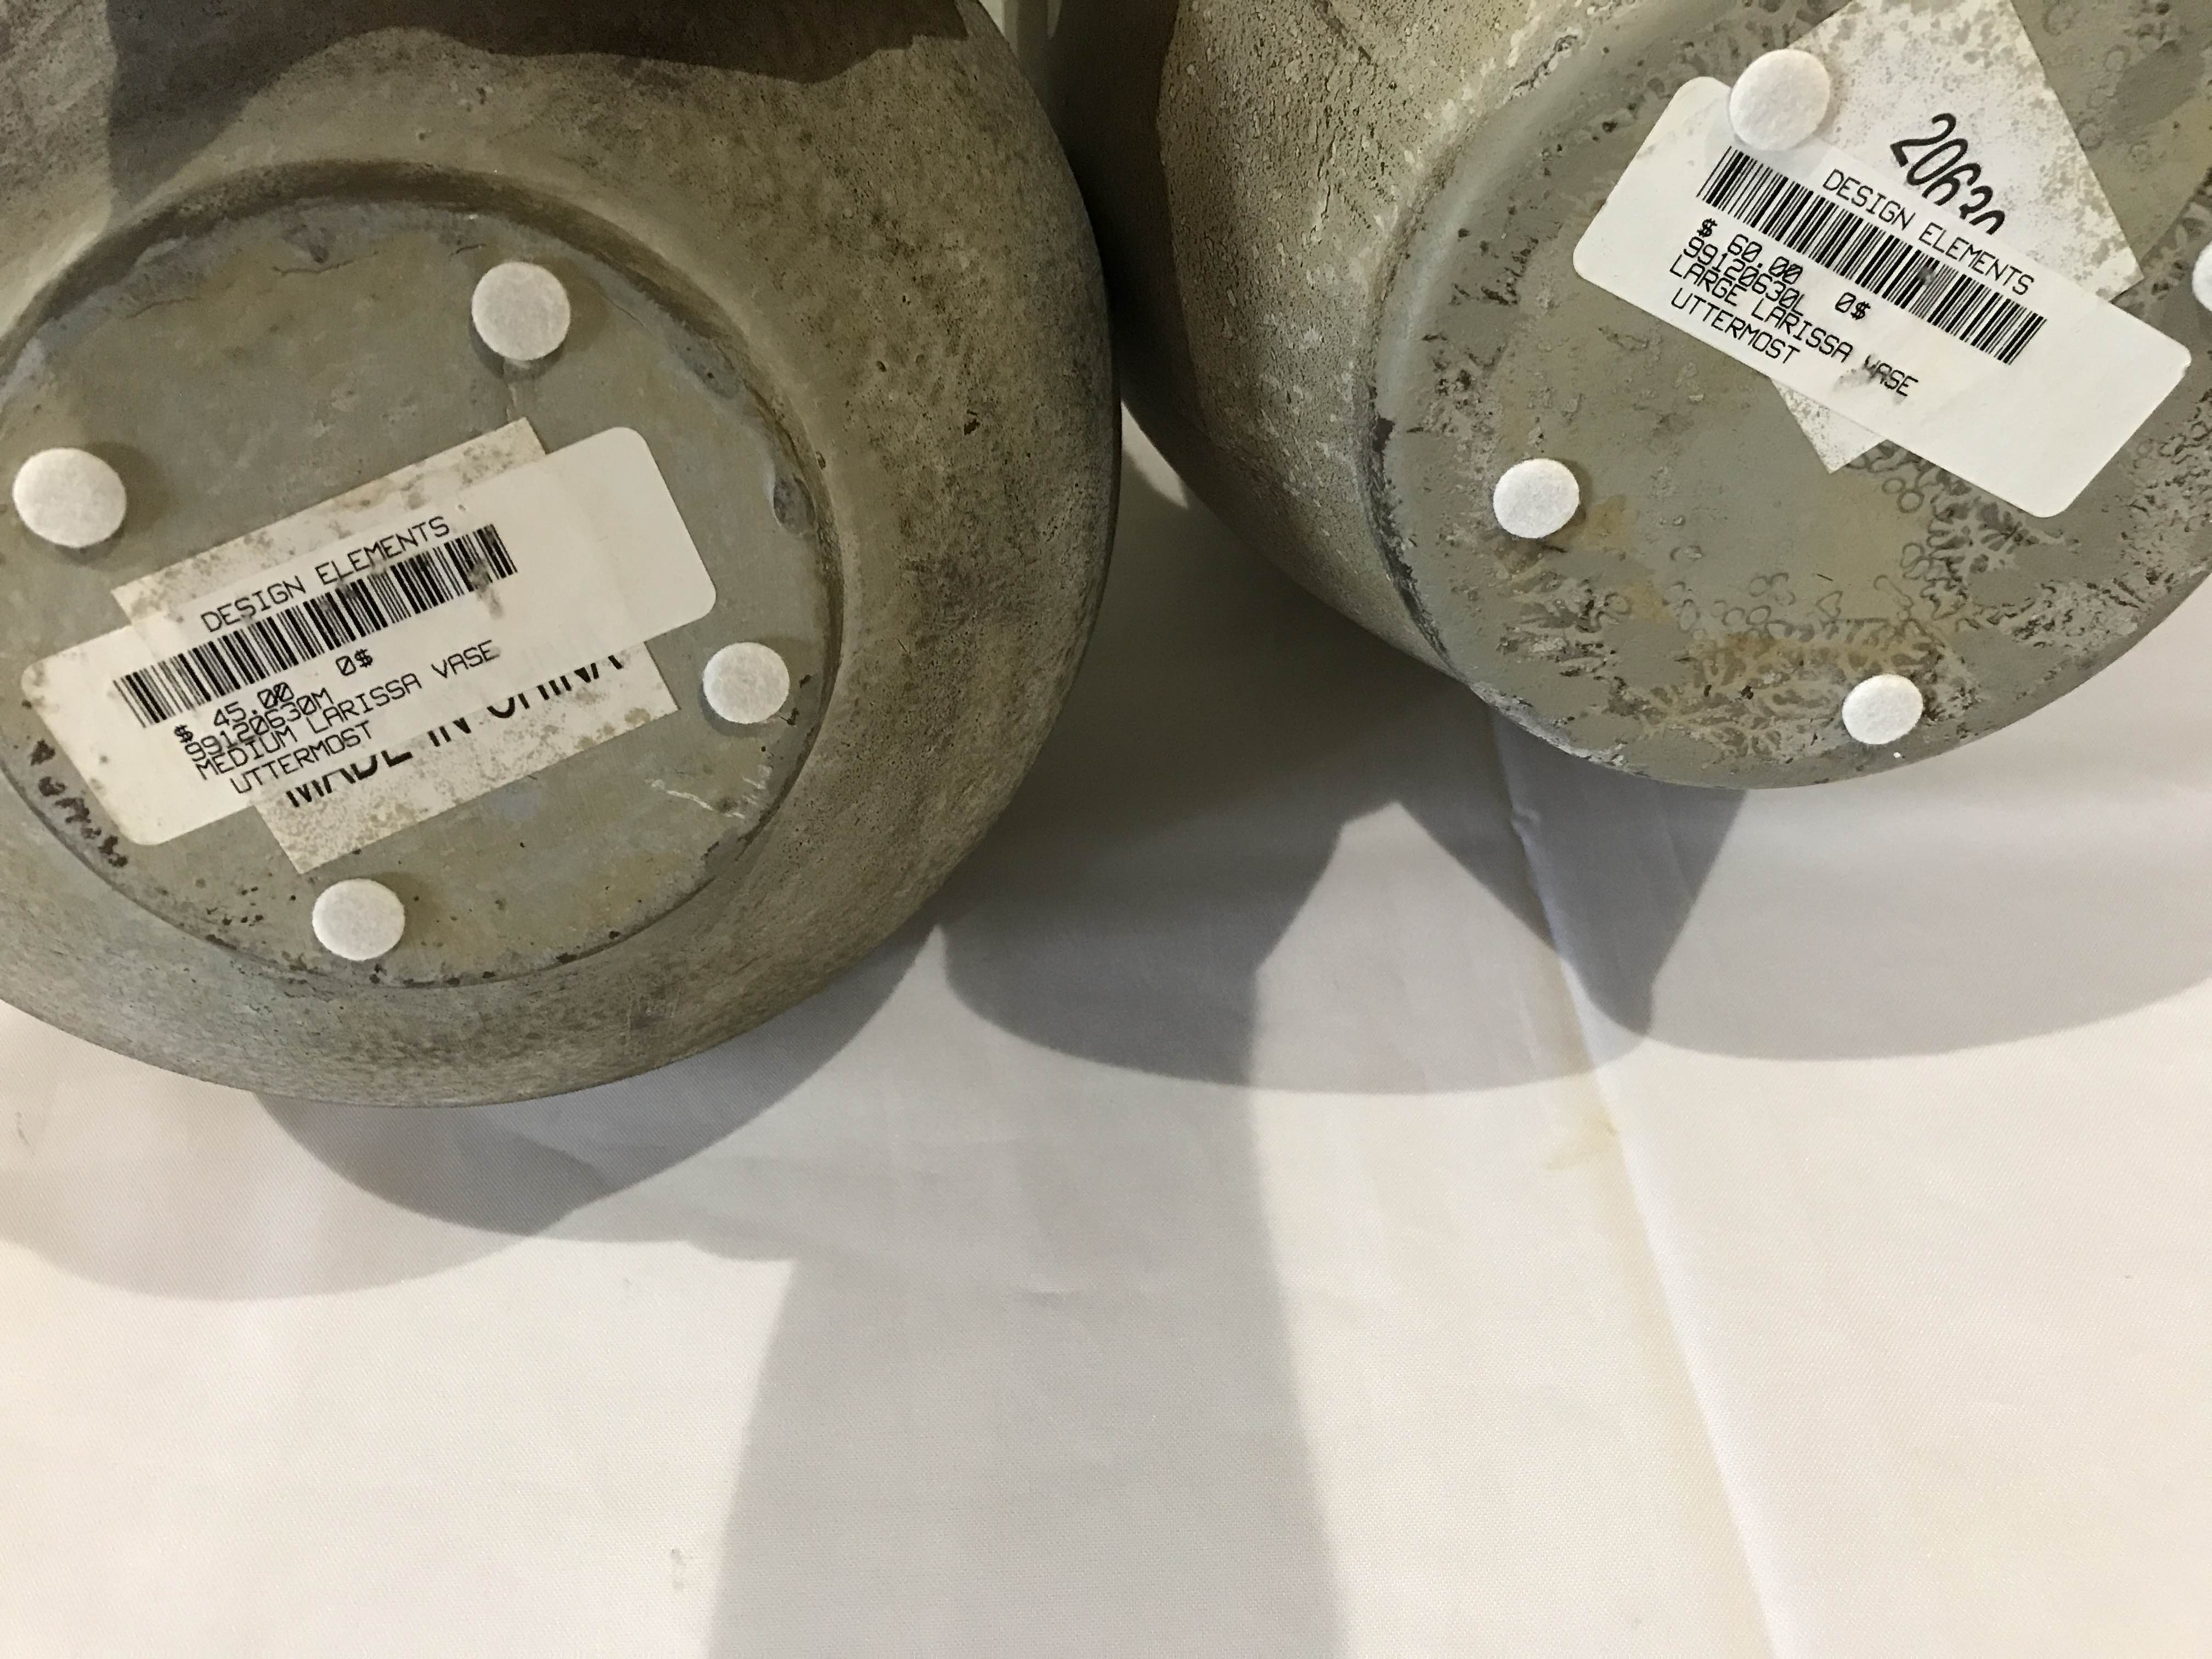 DESIGN ELEMENTS
0$
$ 45.00
99120630M
MEDIUM LARISSA VASE
UTTERMOST
MADE IN CHINA
20630
DESIGN ELEMENTS
$ 60.00
99120630L 0$
LARGE LARISSA VASE
UTTERMOST